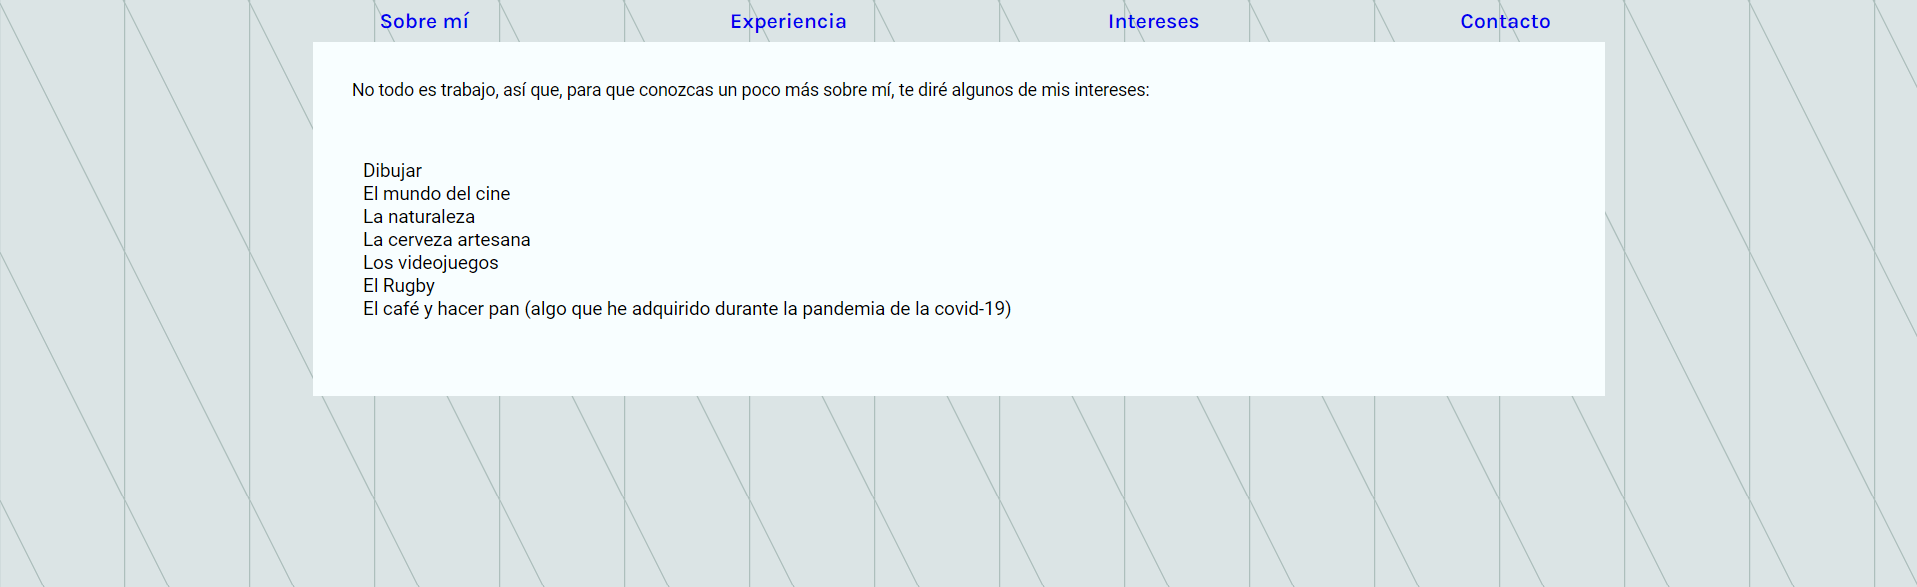 Sobre mí Experiencia Intereses Contacto
No todo es trabajo, así que, para que conozcas un poco más sobre mí, te diré algunos de mis intereses:
Dibujar
El mundo del cine
La naturaleza
La cerveza artesana
Los videojuegos
El Rugby
El café y hacer pan (algo que he adquirido durante la pandemia de la covid-19)